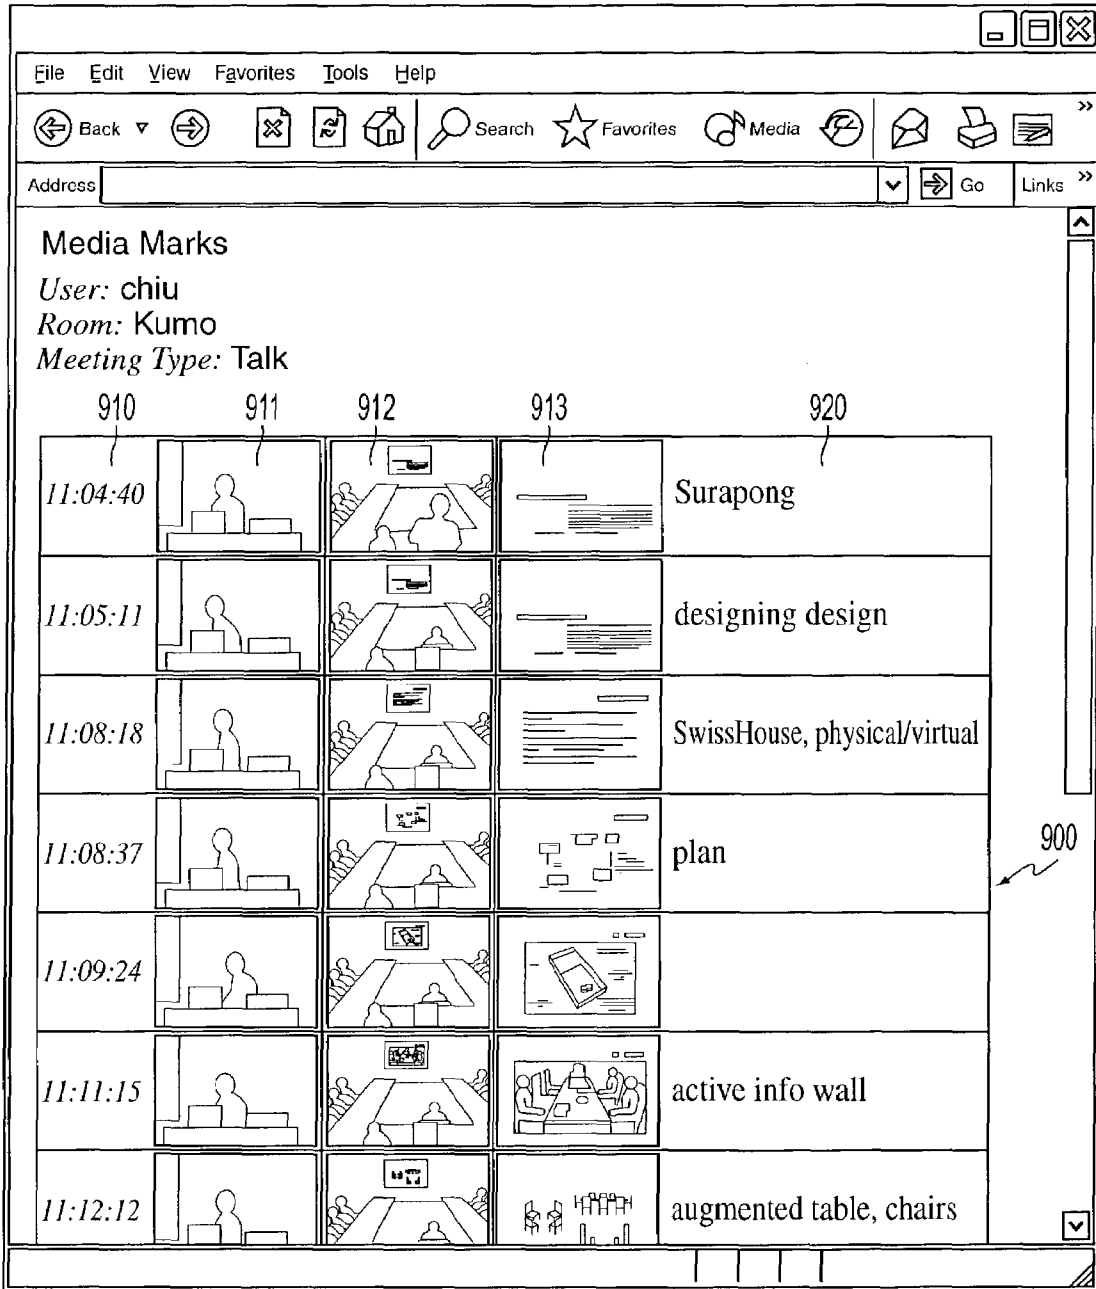 File Edit View Favorites Tools Help
Back Search Favorites Media »
Address Go Links »
Media Marks
User: chiu
Room: Kumo
Meeting Type: Talk
910 911 912 913 920
11:04:40 Surapong
11:05:11 designing design
11:08:18 SwissHouse, physical/virtual
11:08:37 plan
900
11:09:24
11:11:15 active info wall
11:12:12 augmented table, chairs